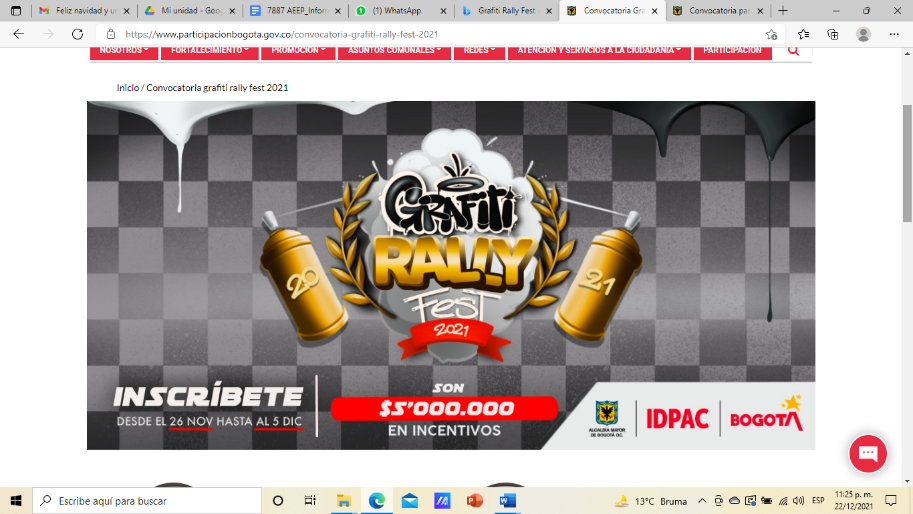 Feliz navidad y un
Mi unidad - Goo
7887 AEEP_Inform
(1) WhatsApp
Grafiti Rally Fest
Convocatoria Gra
Convocatoria par
https://www.participacionbogota.gov.co/convocatoria-grafiti-rally-fest-2021
NOSOTROS
FORTALECIMIENTO
PROMOCIÓN
ASUNTOS COMUNALES
REDES
ATENCIÓN Y SERVICIOS A LA CIUDADANÍA
PARTICIPACIÓN
Inicio / Convocatoria grafiti rally fest 2021
GRAFITI
RALLY
FEST
2021
20
21
INSCRÍBETE
DESDE EL 26 NOV HASTA AL 5 DIC
SON
$5'000.000
EN INCENTIVOS
ALCALDÍA MAYOR
DE BOGOTÁ D.C.
IDPAC
BOGOTÁ
Escribe aquí para buscar
13°C Bruma
ESP
11:25 p. m.
22/12/2021